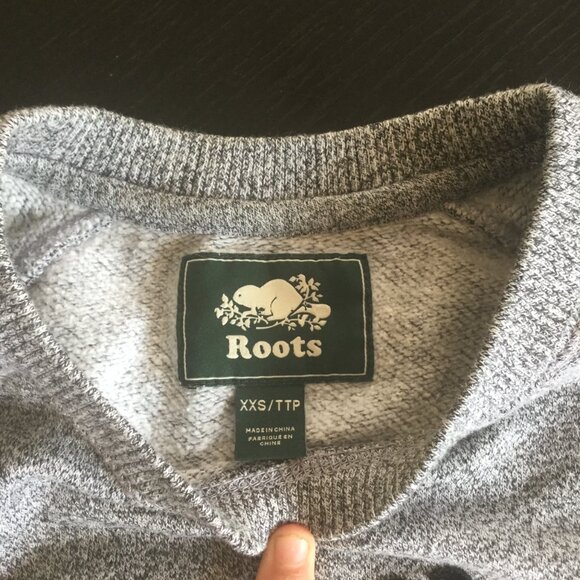 Roots
XXS/TTP
MADE IN CHINA
FABRIQUÉ EN
CHINE